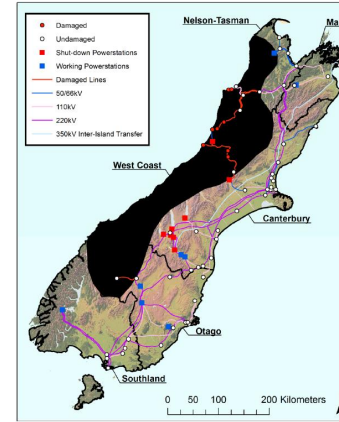 Damaged
Undamaged
Shut-down Powerstations
Working Powerstations
Damaged Lines
50/66kV
110kV
220kV
350kV Inter-Island Transfer
Nelson-Tasman
Ma
West Coast
Canterbury
Otago
Southland
0 50 100 200 Kilometers
A